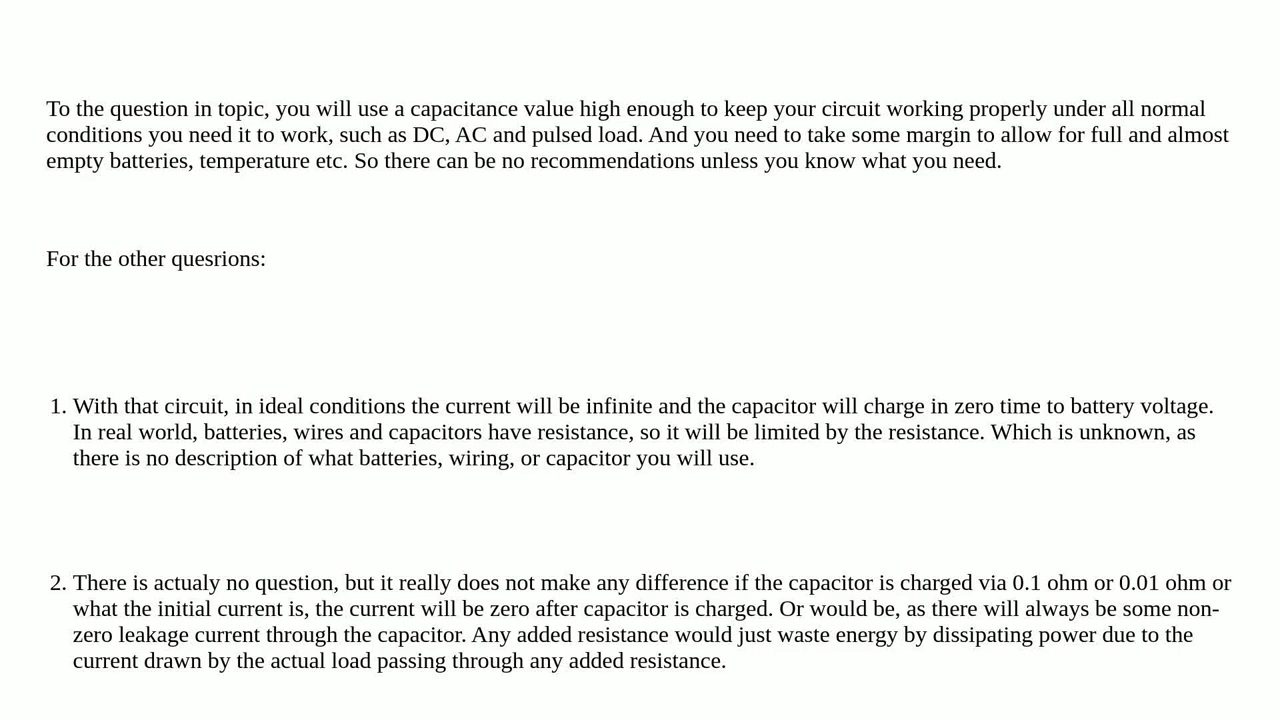 To the question in topic, you will use a capacitance value high enough to keep your circuit working properly under all normal
conditions you need it to work, such as DC, AC and pulsed load. And you need to take some margin to allow for full and almost
empty batteries, temperature etc. So there can be no recommendations unless you know what you need.
For the other quesrions:
1. With that circuit, in ideal conditions the current will be infinite and the capacitor will charge in zero time to battery voltage.
In real world, batteries, wires and capacitors have resistance, so it will be limited by the resistance. Which is unknown, as
there is no description of what batteries, wiring, or capacitor you will use.
2. There is actualy no question, but it really does not make any difference if the capacitor is charged via 0.1 ohm or 0.01 ohm or
what the initial current is, the current will be zero after capacitor is charged. Or would be, as there will always be some non-
zero leakage current through the capacitor. Any added resistance would just waste energy by dissipating power due to the
current drawn by the actual load passing through any added resistance.